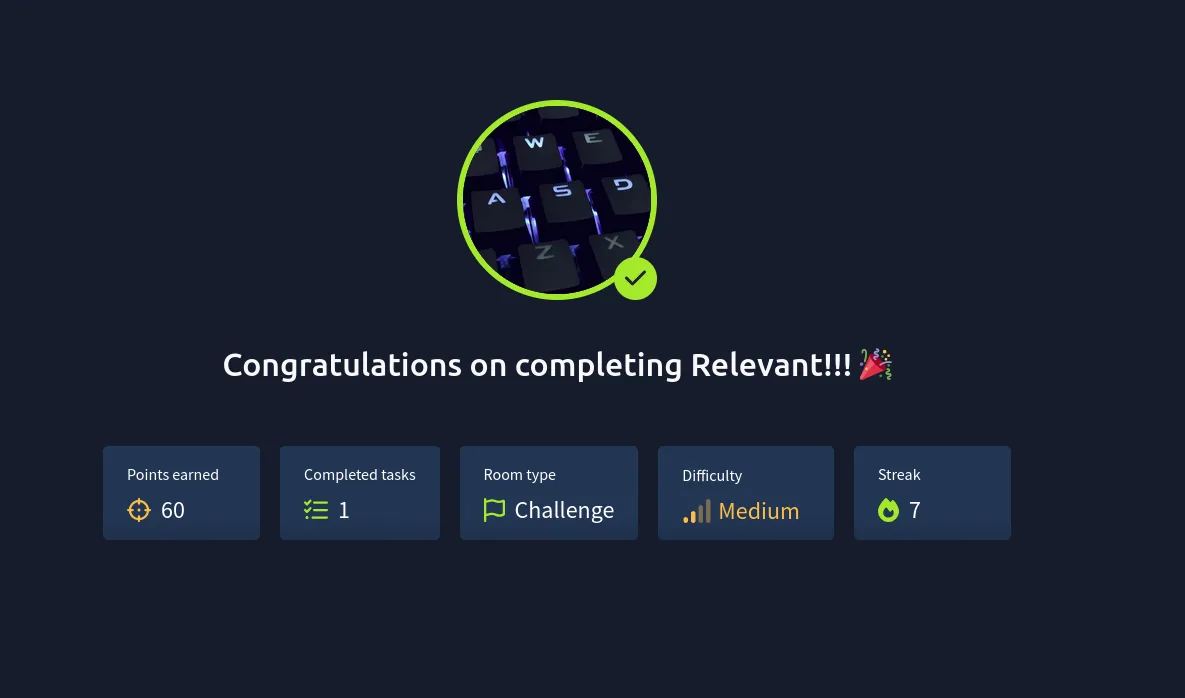 W E
A S D
Z X
Congratulations on completing Relevant!!! 🎉
Points earned
60
Completed tasks
1
Room type
Challenge
Difficulty
Medium
Streak
7